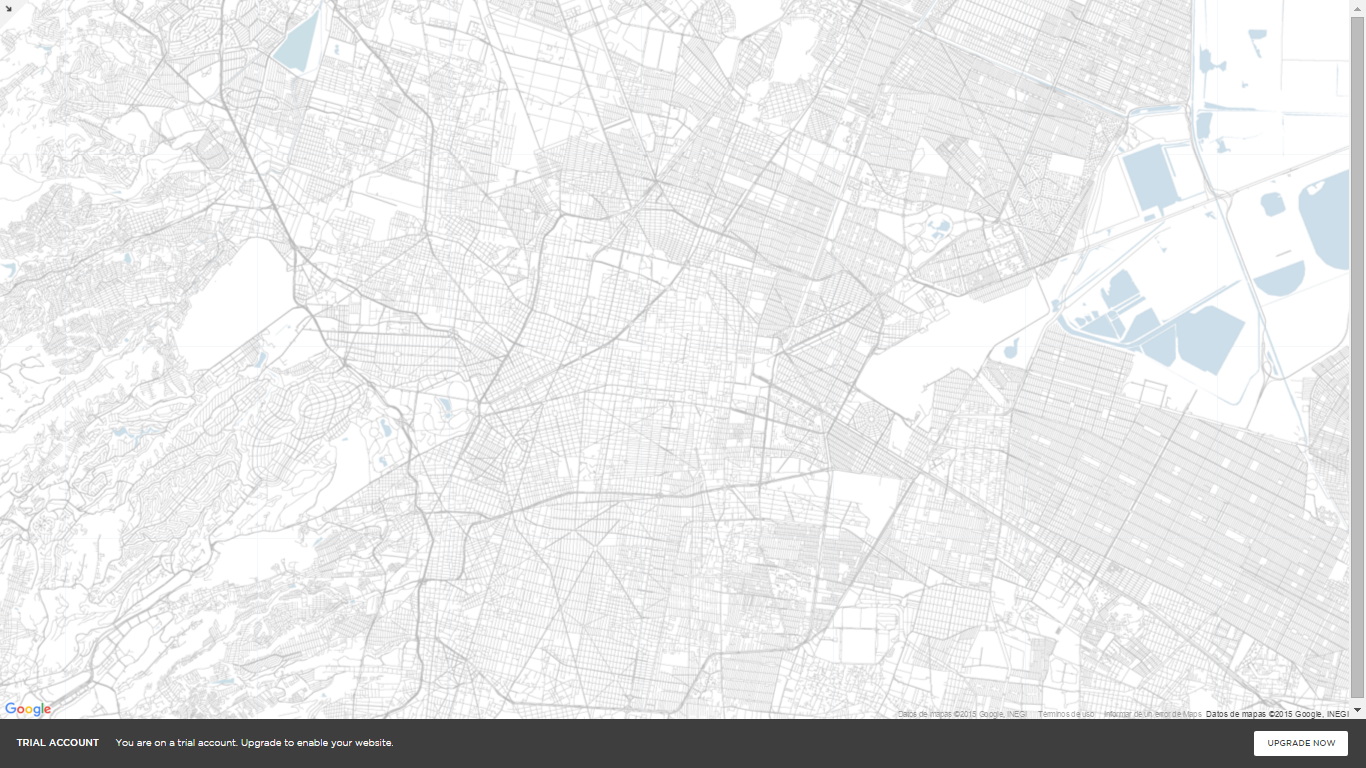 Google
Datos de mapas ©2015 Google, INEGI Términos de uso Informar de un error de Maps Datos de mapas ©2015 Google, INEGI
TRIAL ACCOUNT You are on a trial account. Upgrade to enable your website. UPGRADE NOW